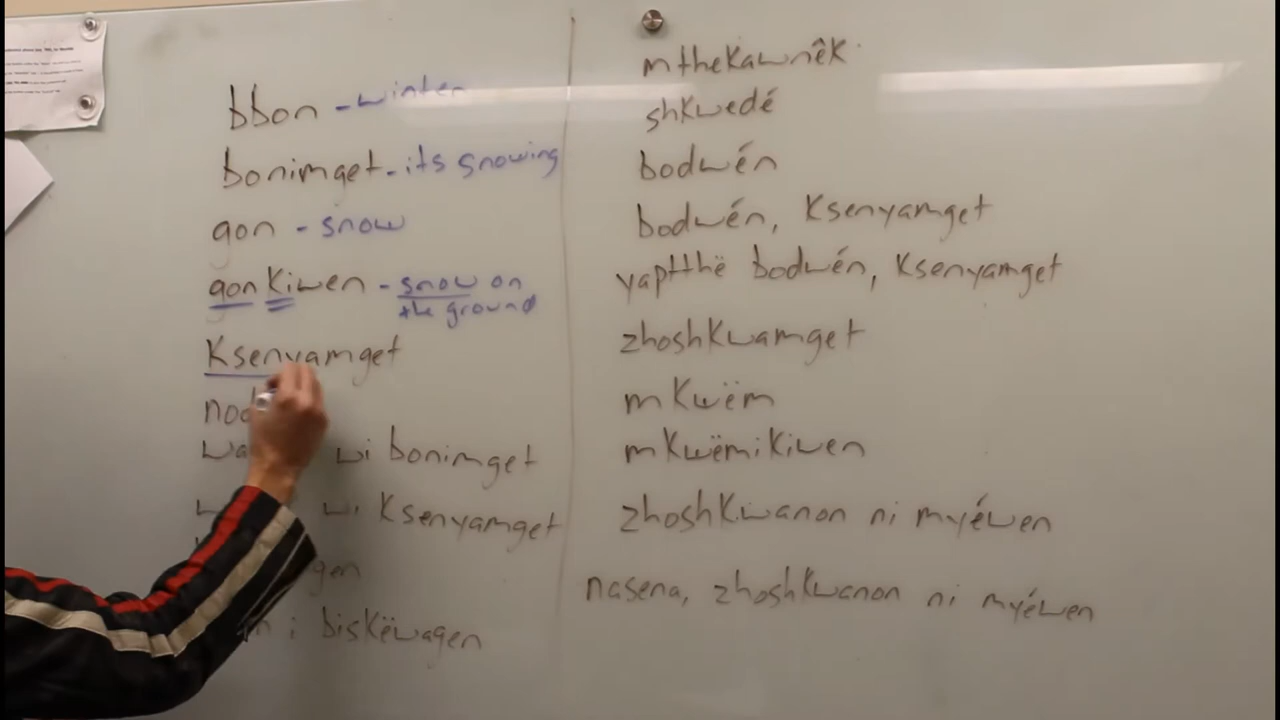 bbon - winter
bonimget - its snowing
gon - snow
gonkiwen - snow on
the ground
Ksenyamget
wi bonimget
wi Ksenyamget
i biskëwagen
mthekawnêk
shkwedé
bodwén
bodwén, Ksenyamget
yaptthë bodwén, Ksenyamget
zhoshkwamget
mkwëm
mkwëmikiwen
zhoshkwanon ni myéwen
nasena, zhoshkwanon ni myéwen